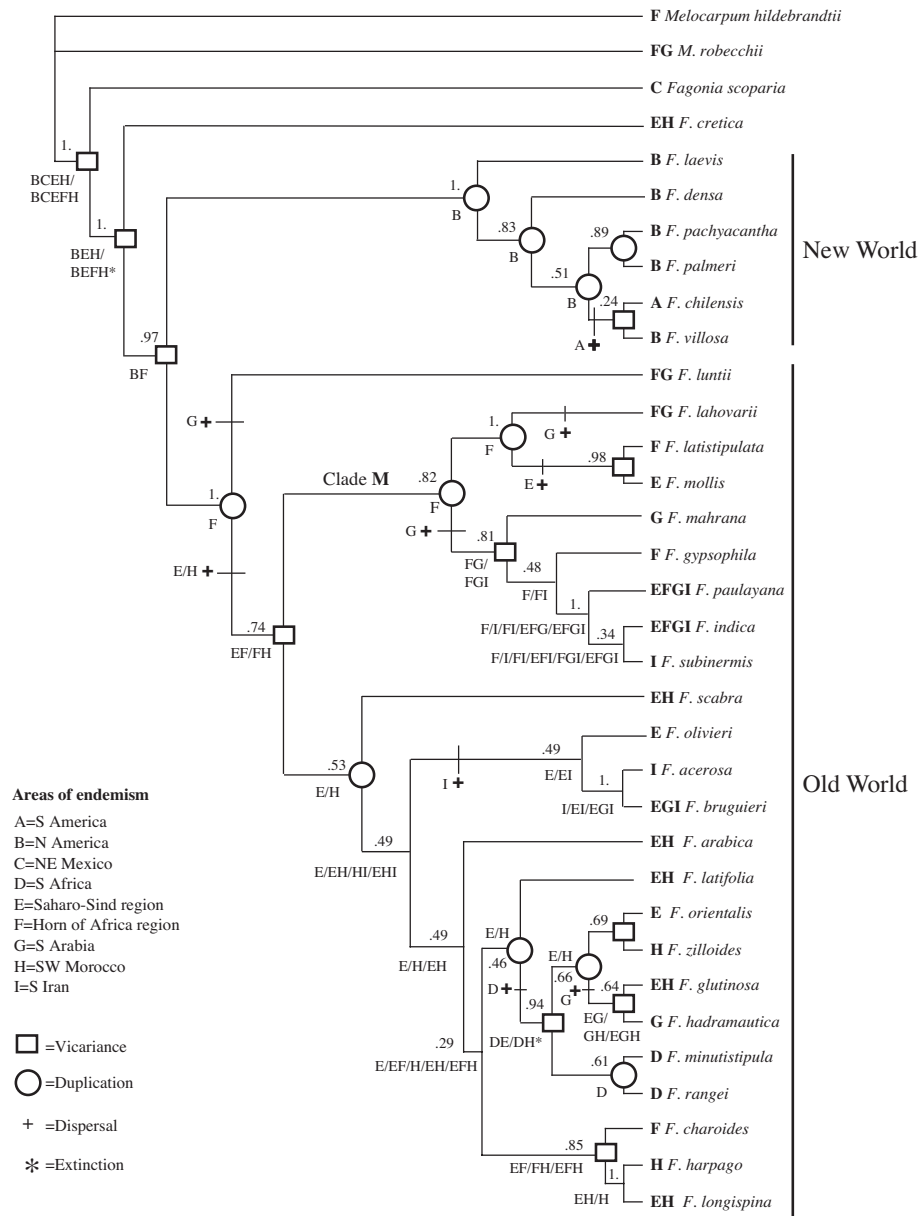 F Melocarpum hildebrandtii
FG M. robecchii
C Fagonia scoparia
EH F. cretica
1.
BCEH/
BCEFH
B F. laevis
1.
B
B F. densa
.83
B
1.
BEH/
BEFH*
.89
B F. pachyacantha
B F. palmeri
.51
B
.24
A F. chilensis
B F. villosa
A +
New World
.97
BF
FG F. luntii
G +
1.
F
FG F. lahovarii
G +
1.
F
F F. latistipulata
.98
E F. mollis
E +
Clade M
.82
F
G +
G F. mahrana
.81
FG/
FGI
F F. gypsophila
.48
F/FI
EFGI F. paulayana
1.
F/I/FI/EFG/EFGI
EFGI F. indica
.34
F/I/FI/EFI/FGI/EFGI
I F. subinermis
E/H +
.74
EF/FH
EH F. scabra
.53
E/H
E F. olivieri
I +
.49
E/EI
I F. acerosa
1.
I/EI/EGI
EGI F. bruguieri
Old World
.49
E/EH/HI/EHI
EH F. arabica
.49
E/H/EH
EH F. latifolia
E/H
.46
D +
E F. orientalis
.69
H F. zilloides
E/H
.66
G +
EH F. glutinosa
.64
EG/
GH/EGH
G F. hadramautica
.94
DE/DH*
D F. minutistipula
.61
D
D F. rangei
.29
E/EF/H/EH/EFH
F F. charoides
.85
EF/FH/EFH
H F. harpago
1.
EH/H
EH F. longispina
Areas of endemism
A=S America
B=N America
C=NE Mexico
D=S Africa
E=Saharo-Sind region
F=Horn of Africa region
G=S Arabia
H=SW Morocco
I=S Iran
=Vicariance
=Duplication
+ =Dispersal
* =Extinction